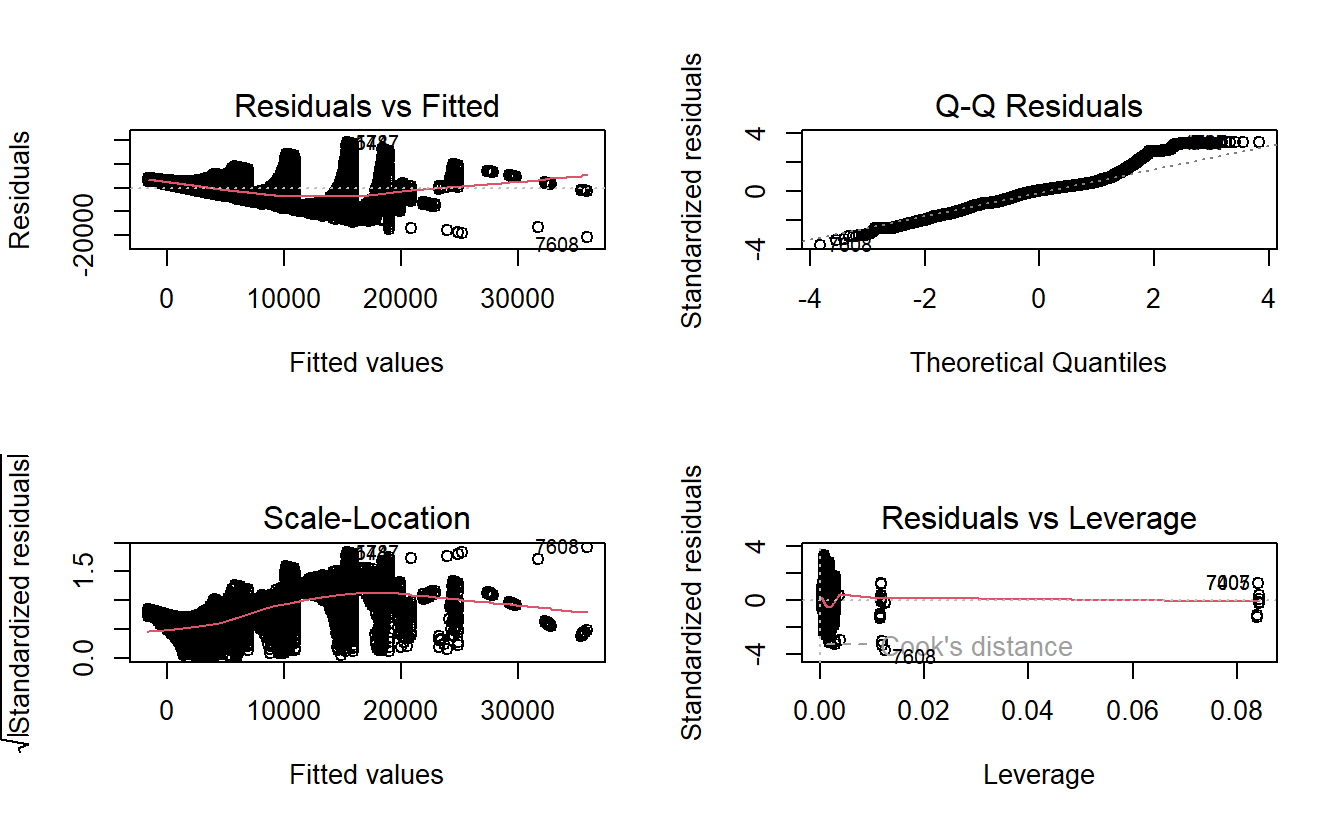 Residuals vs Fitted
Residuals
-20000
7608
0 10000 20000 30000
Fitted values
Q-Q Residuals
Standardized residuals
-4 0 4
7608
-4 -2 0 2 4
Theoretical Quantiles
Scale-Location
√|Standardized residuals|
0.0 1.5
7608
0 10000 20000 30000
Fitted values
Residuals vs Leverage
Standardized residuals
-4 0 4
Cook's distance
7608
0.00 0.02 0.04 0.06 0.08
Leverage